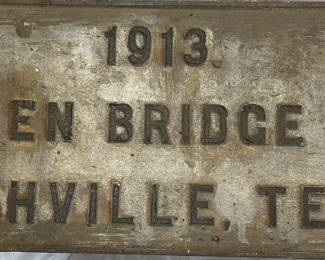 1913.
EN BRIDGE
HVILLE, TE